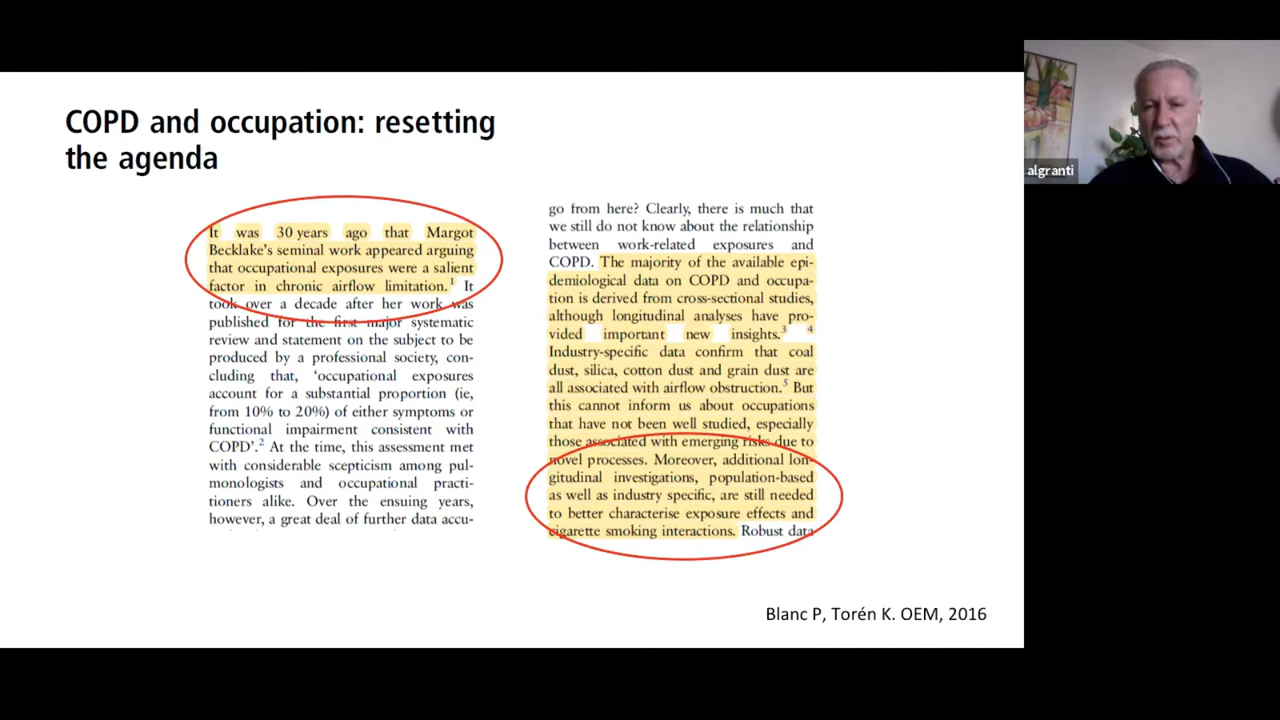 COPD and occupation: resetting
the agenda
It was 30 years ago that Margot
Becklake's seminal work appeared arguing
that occupational exposures were a salient
factor in chronic airflow limitation.1 It
took over a decade after her work was
published for the first major systematic
review and statement on the subject to be
produced by a professional society, con-
cluding that, 'occupational exposures
account for a substantial proportion (ie,
from 10% to 20%) of either symptoms or
functional impairment consistent with
COPD'.2 At the time, this assessment met
with considerable scepticism among pul-
monologists and occupational practi-
tioners alike. Over the ensuing years,
however, a great deal of further data accu-
go from here? Clearly, there is much that
we still do not know about the relationship
between work-related exposures and
COPD. The majority of the available epi-
demiological data on COPD and occupa-
tion is derived from cross-sectional studies,
although longitudinal analyses have pro-
vided important new insights.3 4
Industry-specific data confirm that coal
dust, silica, cotton dust and grain dust are
all associated with airflow obstruction.5 But
this cannot inform us about occupations
that have not been well studied, especially
those associated with emerging risks due to
novel processes. Moreover, additional lon-
gitudinal investigations, population-based
as well as industry specific, are still needed
to better characterise exposure effects and
cigarette smoking interactions. Robust data
Blanc P, Torén K. OEM, 2016
algranti